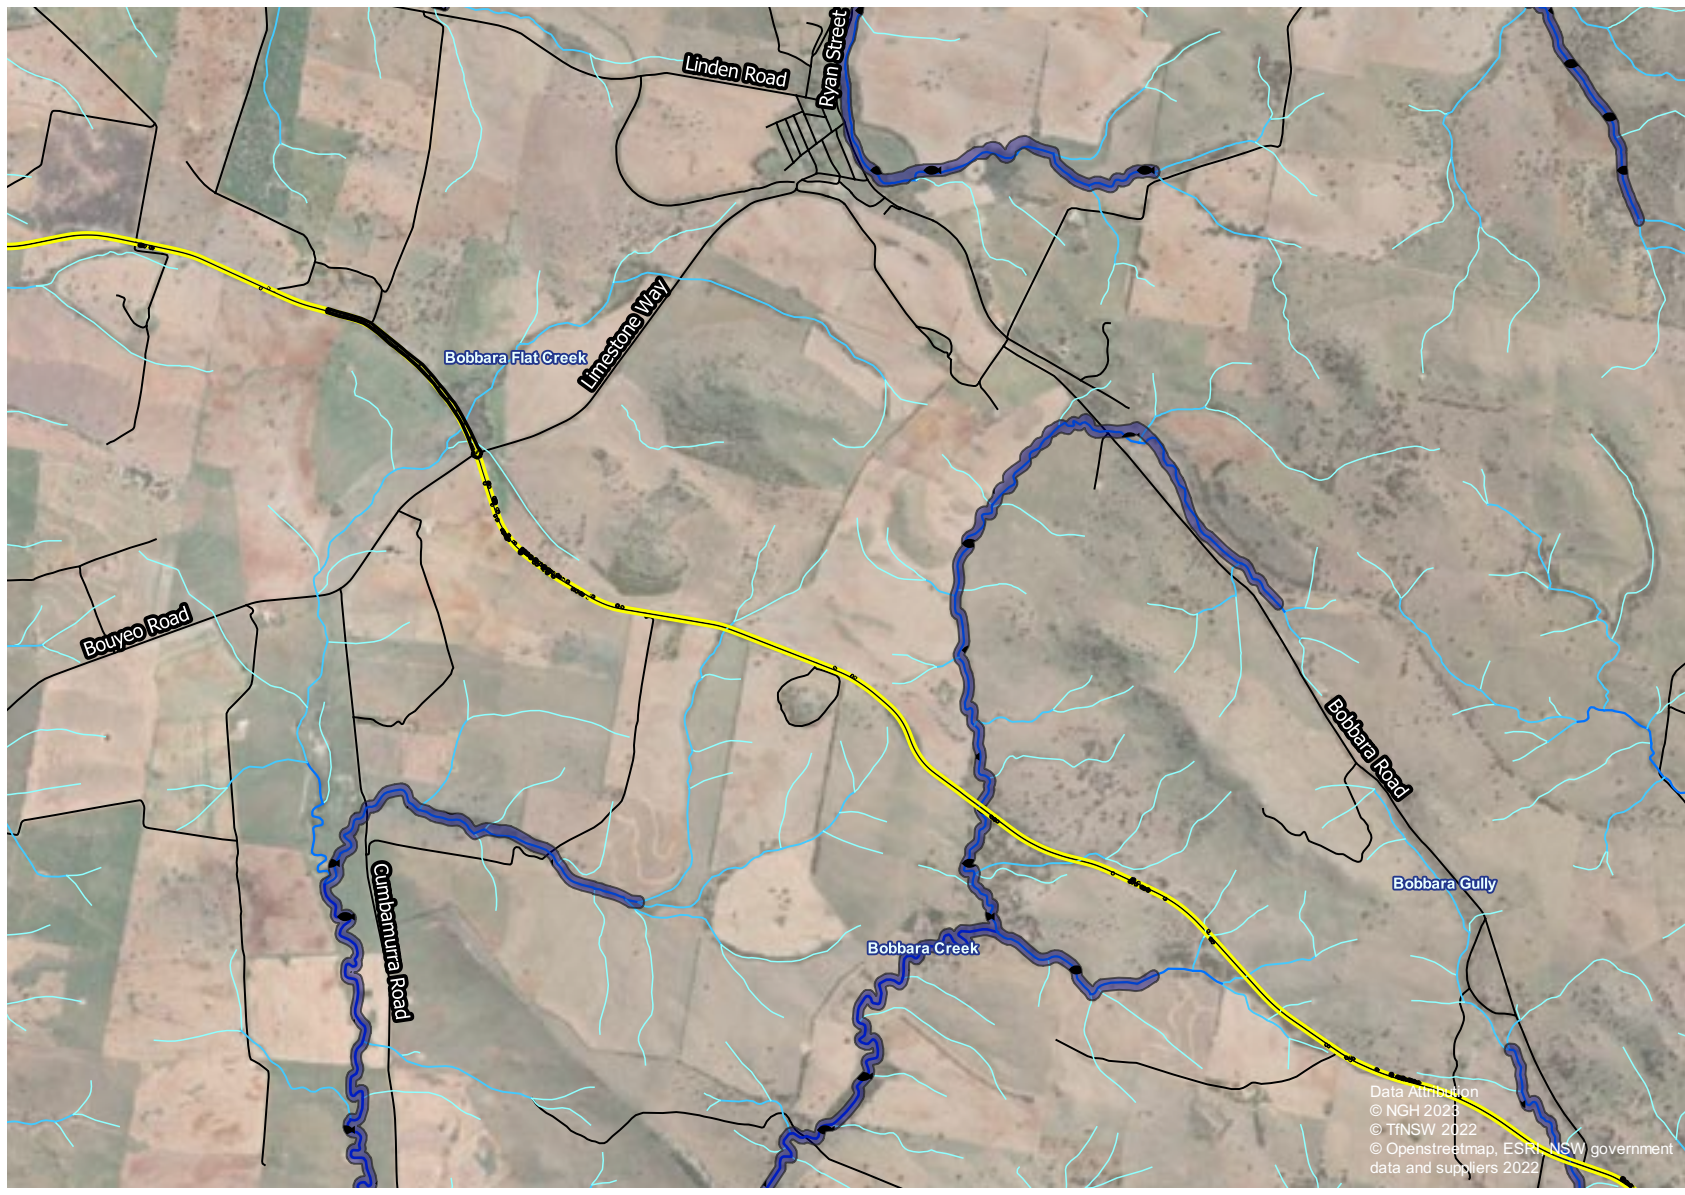 Linden Road
Ryan Street
Limestone Way
Bobbara Flat Creek
Bouyeo Road
Bobbara Road
Cumbamurra Road
Bobbara Gully
Bobbara Creek
Data Attribution
© NGH 2023
© TfNSW 2022
© Openstreetmap, ESRI, NSW government
data and suppliers 2022